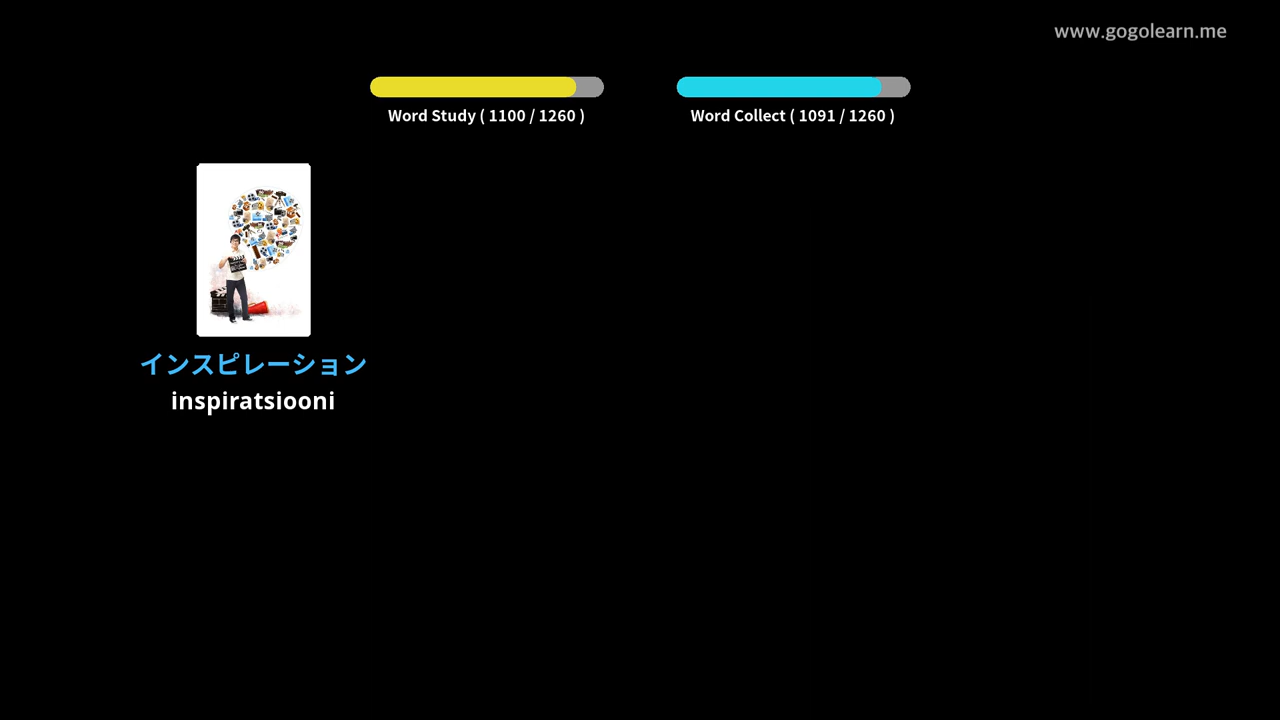 www.gogolearn.me
Word Study ( 1100 / 1260 )
Word Collect ( 1091 / 1260 )
インスピレーション
inspiratsiooni